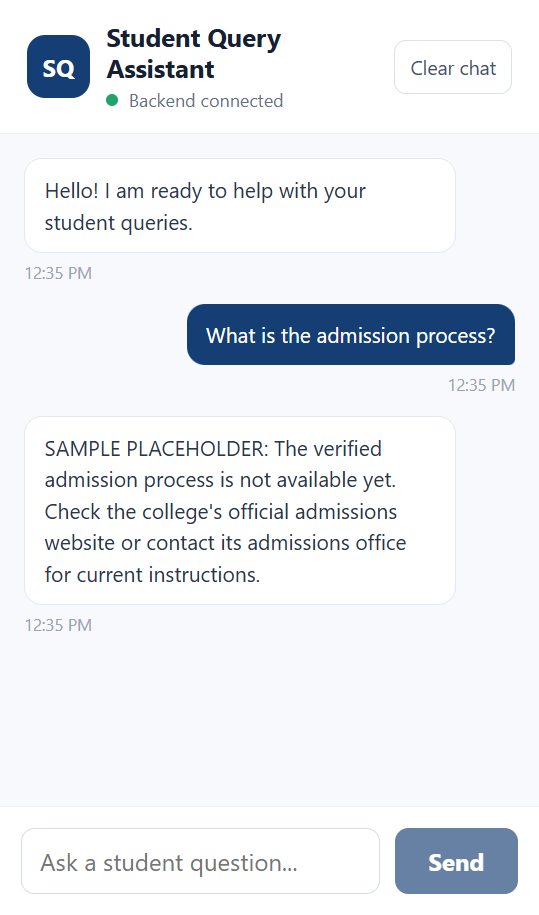 SQ
Student Query
Assistant
Backend connected
Clear chat
Hello! I am ready to help with your
student queries.
12:35 PM
What is the admission process?
12:35 PM
SAMPLE PLACEHOLDER: The verified
admission process is not available yet.
Check the college's official admissions
website or contact its admissions office
for current instructions.
12:35 PM
Ask a student question...
Send